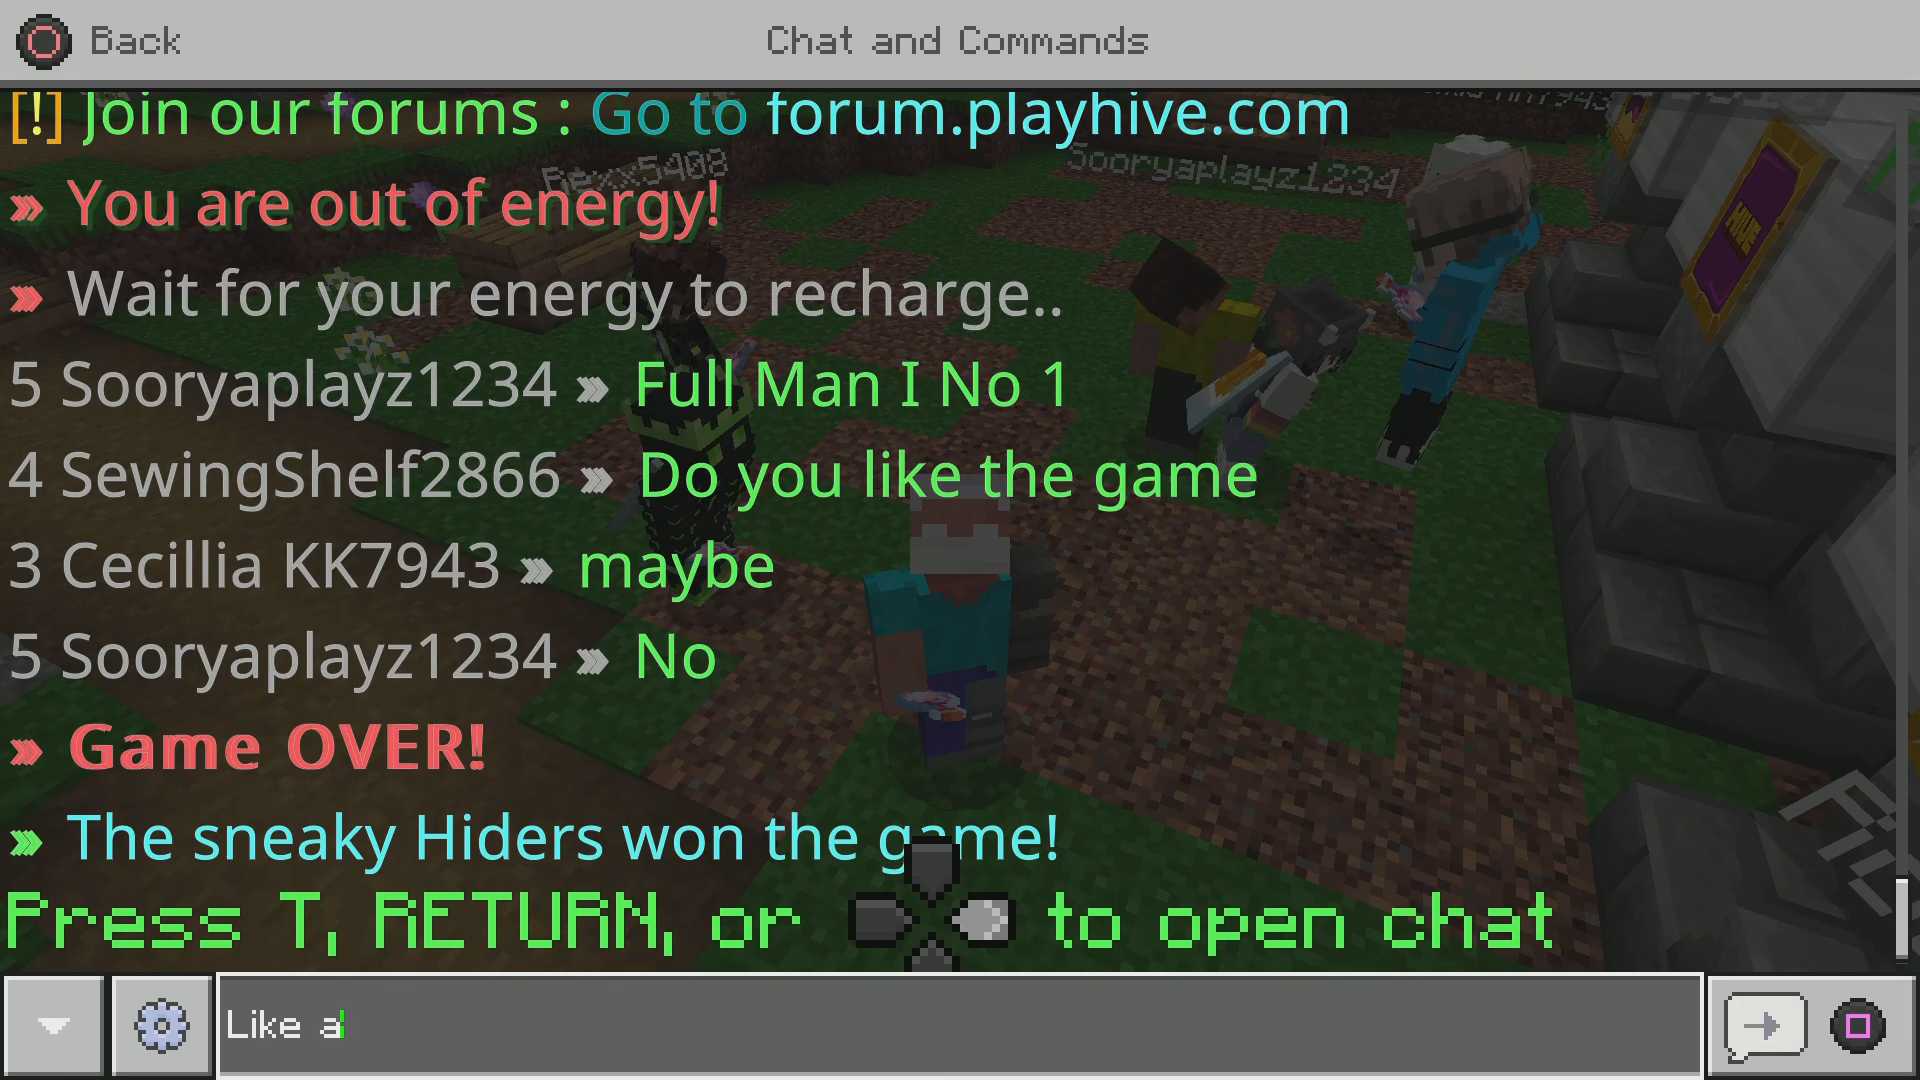 Back
Chat and Commands
[!] Join our forums : Go to forum.playhive.com
» You are out of energy!
Rexx5408
Sooryaplayz1234
» Wait for your energy to recharge..
5 Sooryaplayz1234 » Full Man I No 1
4 SewingShelf2866 » Do you like the game
3 Cecillia KK7943 » maybe
5 Sooryaplayz1234 » No
» Game OVER!
» The sneaky Hiders won the game!
Press T, RETURN, or to open chat
Like a
HIVE